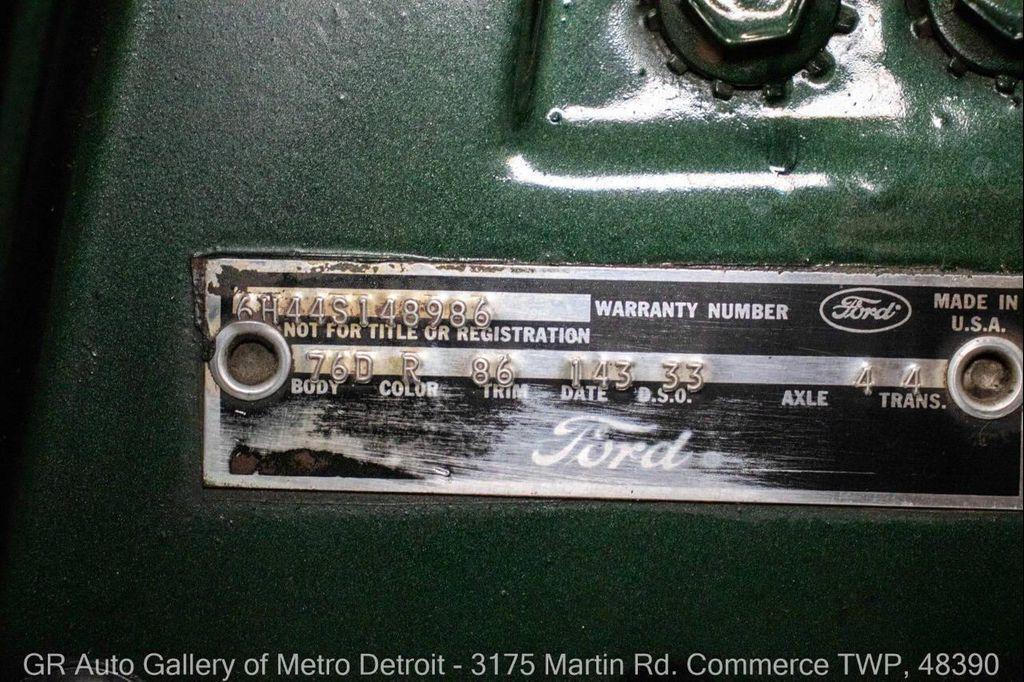 6H44S148986 WARRANTY NUMBER Ford MADE IN
NOT FOR TITLE OR REGISTRATION U.S.A.
76D R 86 143 33 4 4
BODY COLOR TRIM DATE D.S.O. AXLE TRANS.
Ford
GR Auto Gallery of Metro Detroit - 3175 Martin Rd. Commerce TWP, 48390